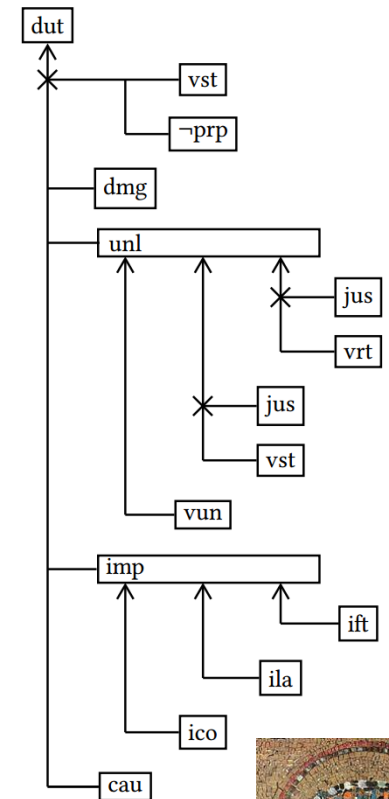 dut
vst
¬prp
dmg
unl
jus
vrt
jus
vst
vun
imp
ift
ila
ico
cau